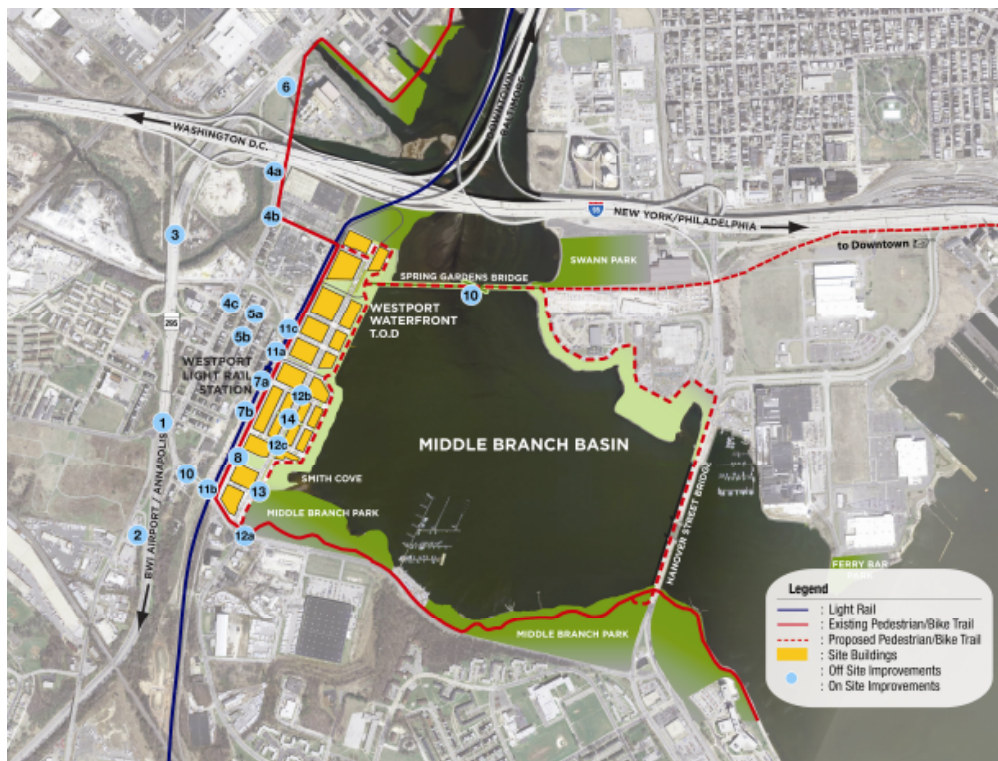 6
DOWNTOWN
BALTIMORE
WASHINGTON D.C.
4a
4b
95
NEW YORK/PHILADELPHIA
3
to Downtown
SWANN PARK
SPRING GARDENS BRIDGE
10
4c
5a
WESTPORT
WATERFRONT
T.O.D
295
11c
5b
11a
WESTPORT
LIGHT RAIL
STATION
7a
12b
7b
14
1
MIDDLE BRANCH BASIN
12c
8
10
SMITH COVE
11b
13
MIDDLE BRANCH PARK
2
12a
BWI AIRPORT / ANNAPOLIS
HANOVER STREET BRIDGE
FERRY BAR
PARK
MIDDLE BRANCH PARK
Legend
: Light Rail
: Existing Pedestrian/Bike Trail
: Proposed Pedestrian/Bike Trail
: Site Buildings
: Off Site Improvements
: On Site Improvements